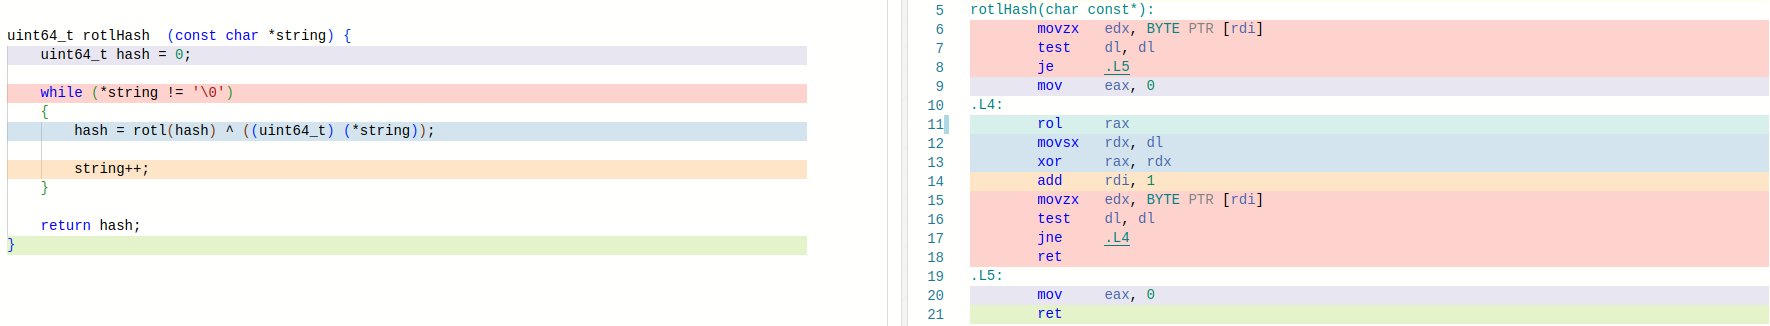 uint64_t rotlHash  (const char *string) {
    uint64_t hash = 0;
    while (*string != '\0')
    {
        hash = rotl(hash) ^ ((uint64_t) (*string));
        string++;
    }
    return hash;
}
5 rotlHash(char const*):
6         movzx   edx, BYTE PTR [rdi]
7         test    dl, dl
8         je      .L5
9         mov     eax, 0
10 .L4:
11         rol     rax
12         movsx   rdx, dl
13         xor     rax, rdx
14         add     rdi, 1
15         movzx   edx, BYTE PTR [rdi]
16         test    dl, dl
17         jne     .L4
18         ret
19 .L5:
20         mov     eax, 0
21         ret